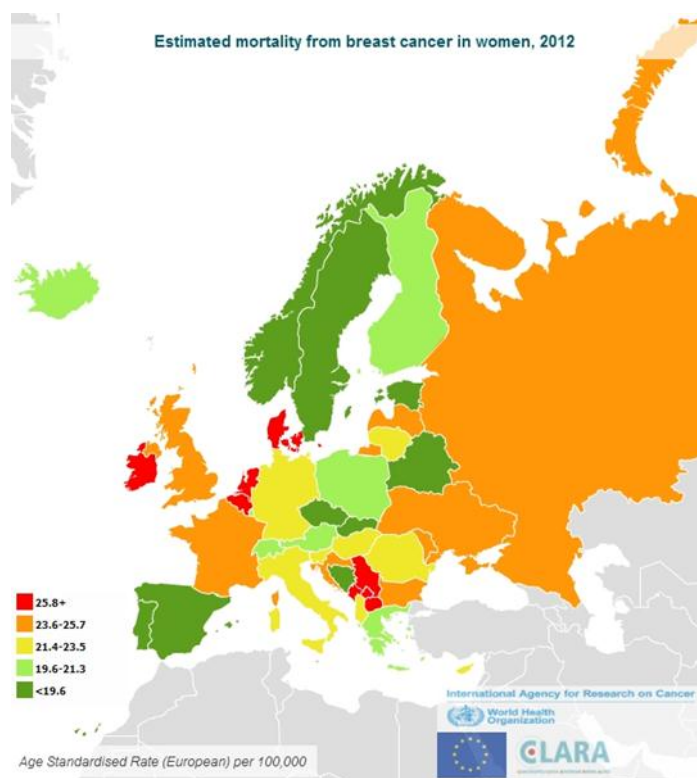 Estimated mortality from breast cancer in women, 2012
25.8+
23.6-25.7
21.4-23.5
19.6-21.3
<19.6
International Agency for Research on Cancer
World Health
Organization
CLARA
Age Standardised Rate (European) per 100,000